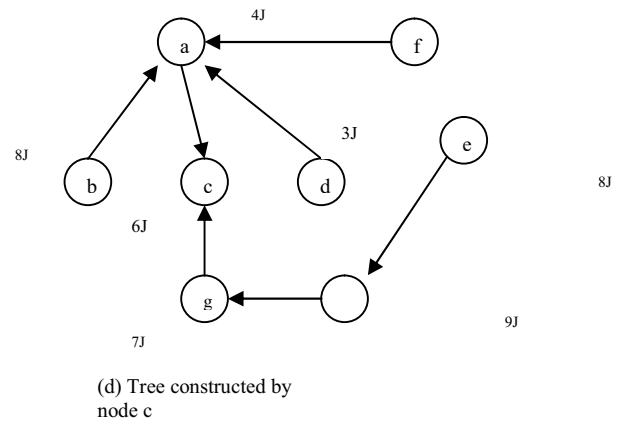 4J
a
f
3J
e
8J
b
c
d
8J
6J
g
9J
7J
(d) Tree constructed by
node c